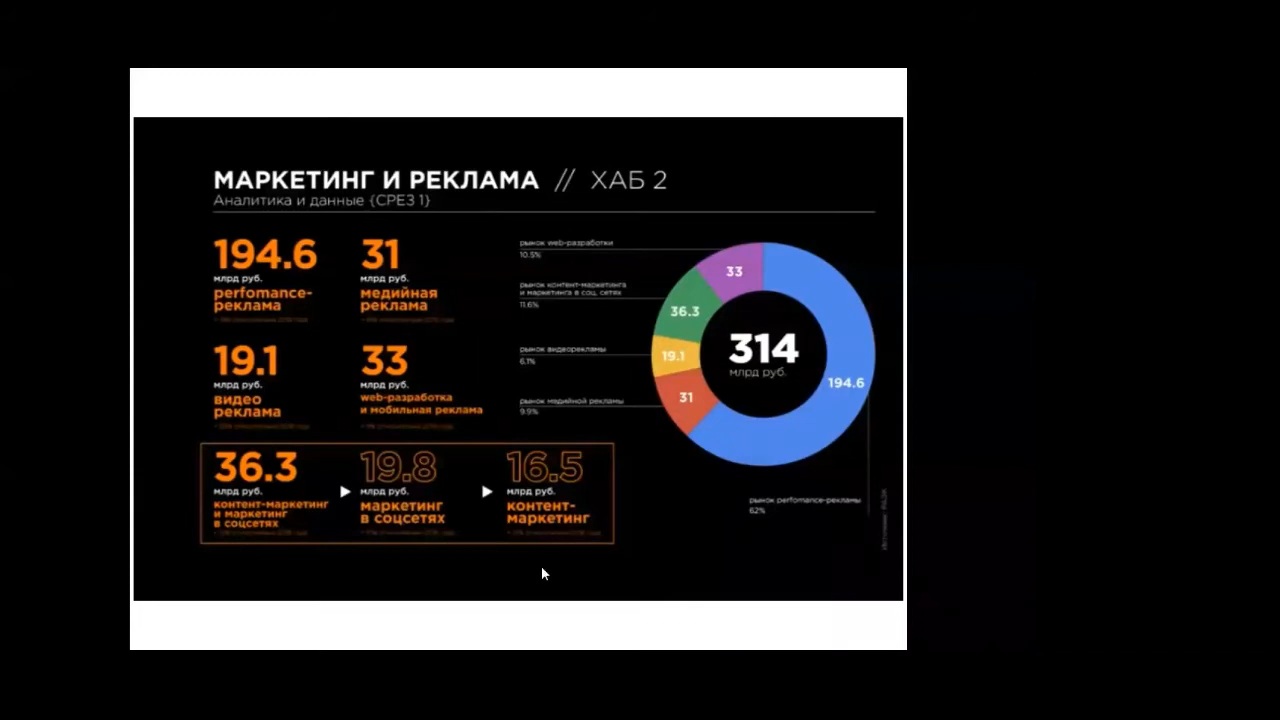 МАРКЕТИНГ И РЕКЛАМА // ХАБ 2
Аналитика и данные {СРЕЗ 1}
194.6
млрд руб.
perfomance-
реклама
31
млрд руб.
медийная
реклама
19.1
млрд руб.
видео
реклама
33
млрд руб.
web-разработка
и мобильная реклама
36.3
млрд руб.
контент-маркетинг
и маркетинг
в соцсетях
19.8
млрд руб.
маркетинг
в соцсетях
16.5
млрд руб.
контент-
маркетинг
рынок web-разработки
10.5%
рынок контент-маркетинга
и маркетинга в соц. сетях
11.6%
рынок видеорекламы
6.1%
рынок медийной рекламы
9.9%
33
36.3
19.1
31
194.6
314
млрд руб.
рынок perfomance-рекламы
62%